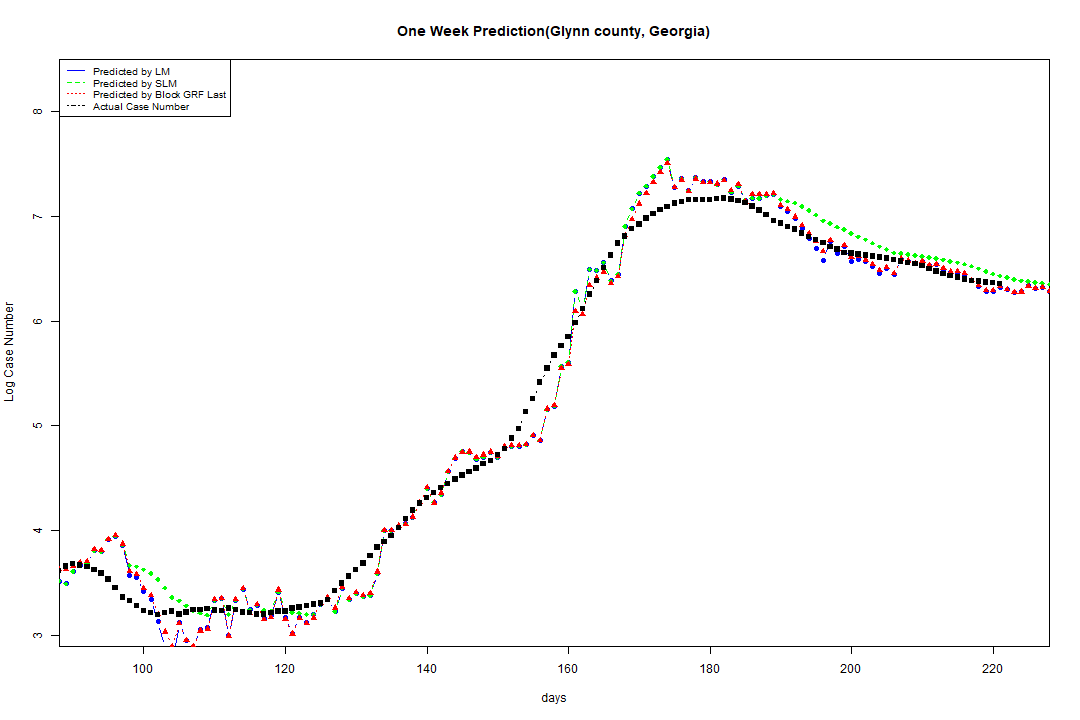 One Week Prediction(Glynn county, Georgia)
Predicted by LM
Predicted by SLM
Predicted by Block GRF Last
Actual Case Number
8
7
6
5
4
3
Log Case Number
100 120 140 160 180 200 220
days